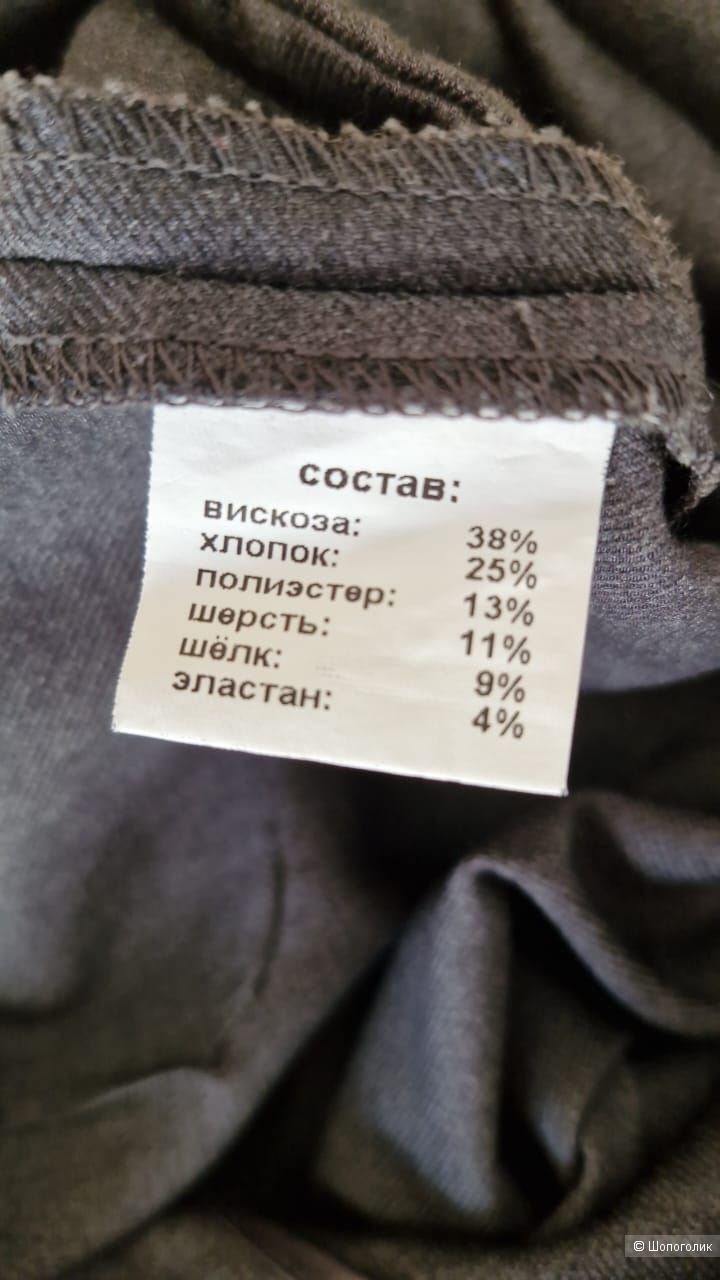 состав:
вискоза: 38%
хлопок: 25%
полиэстер: 13%
шерсть: 11%
шёлк: 9%
эластан: 4%
© Шопоголик